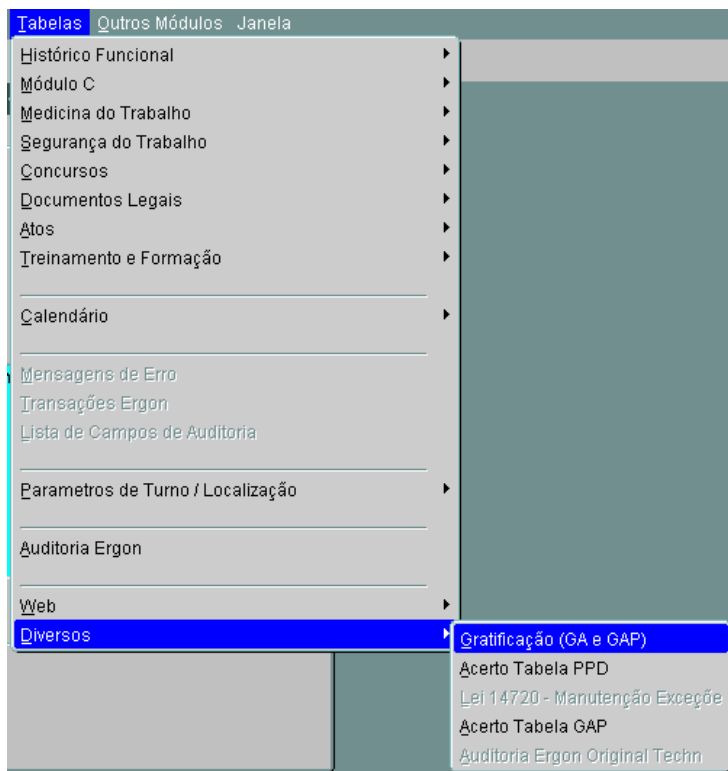 Tabelas Outros Módulos Janela
Histórico Funcional
Módulo C
Medicina do Trabalho
Segurança do Trabalho
Concursos
Documentos Legais
Atos
Treinamento e Formação
Calendário
Mensagens de Erro
Transações Ergon
Lista de Campos de Auditoria
Parametros de Turno / Localização
Auditoria Ergon
Web
Diversos
Gratificação (GA e GAP)
Acerto Tabela PPD
Lei 14720 - Manutenção Exceçõe
Acerto Tabela GAP
Auditoria Ergon Original Techn